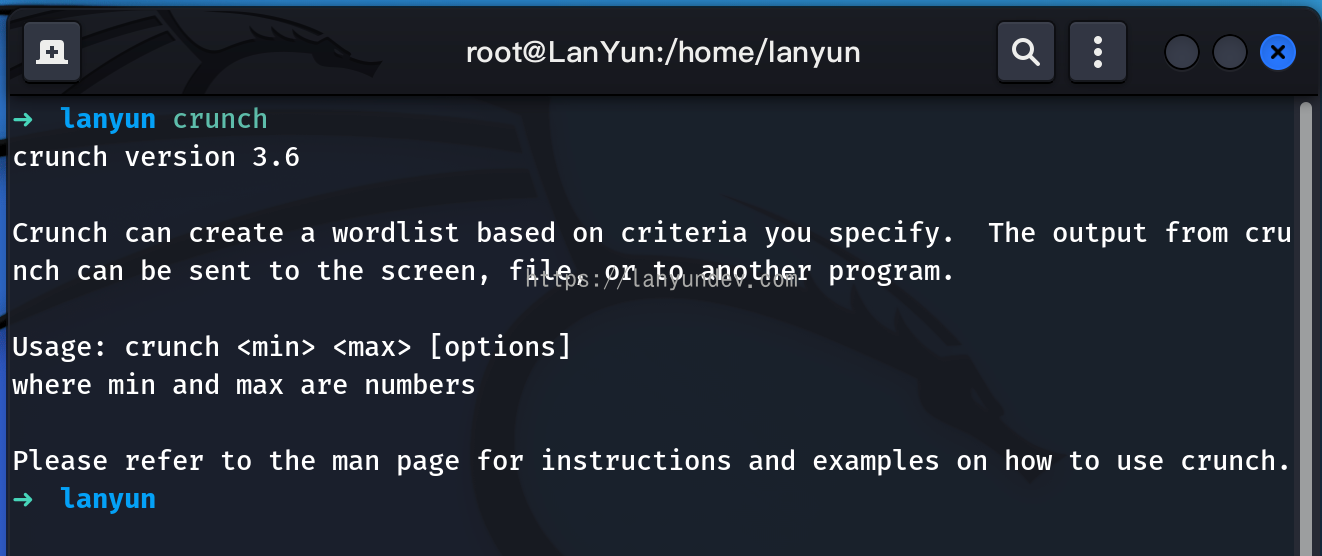 root@LanYun:/home/lanyun
➜  lanyun crunch
crunch version 3.6
Crunch can create a wordlist based on criteria you specify.  The output from cru
nch can be sent to the screen, file, or to another program.
https://lanyundev.com
Usage: crunch <min> <max> [options]
where min and max are numbers
Please refer to the man page for instructions and examples on how to use crunch.
➜  lanyun